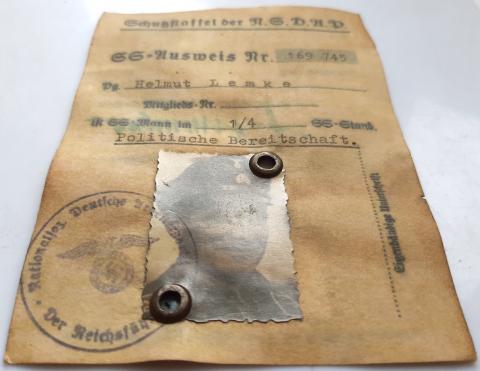 Schutzstaffel der N.S.D.A.P
SS-Ausweis Nr. 169 745
Pg. Helmut Lemke
Mitglieds-Nr.
ist SS-Mann im 1/4 SS-Stand.
Politische Bereitschaft.
Eigenhändige Unterschrift
Nationalsoz. Deutsche
Der Reichsfü